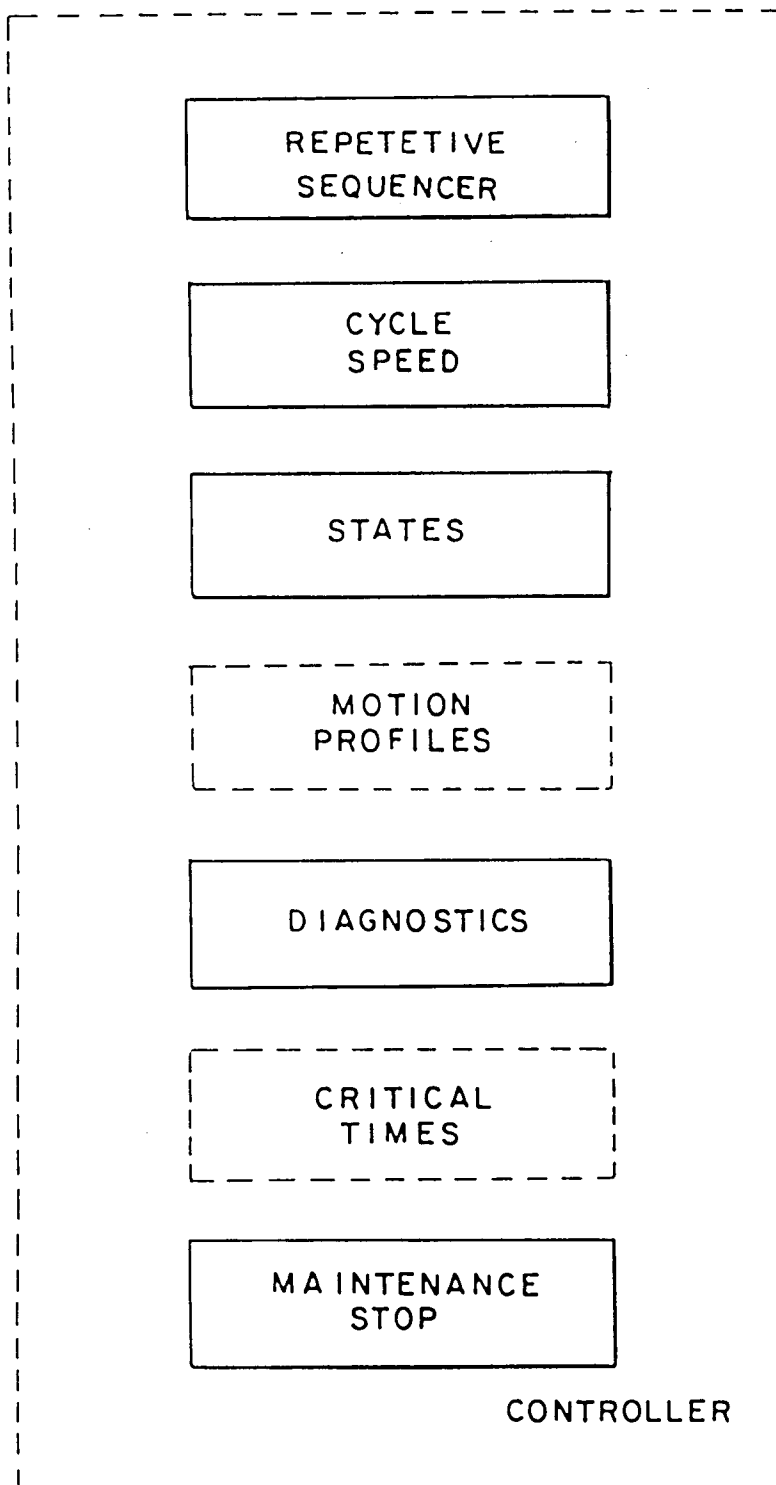 REPETETIVE
SEQUENCER
CYCLE
SPEED
STATES
MOTION
PROFILES
DIAGNOSTICS
CRITICAL
TIMES
MAINTENANCE
STOP
CONTROLLER